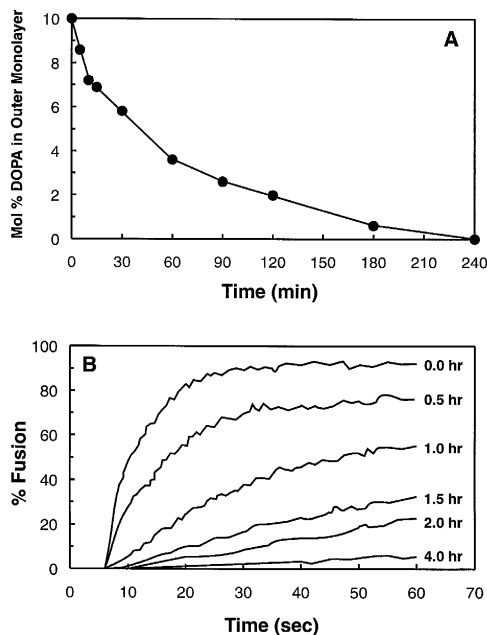 A
Mol % DOPA in Outer Monolayer
10
8
6
4
2
0
0 30 60 90 120 150 180 210 240
Time (min)
B
% Fusion
100
80
60
40
20
0
0.0 hr
0.5 hr
1.0 hr
1.5 hr
2.0 hr
4.0 hr
0 10 20 30 40 50 60 70
Time (sec)